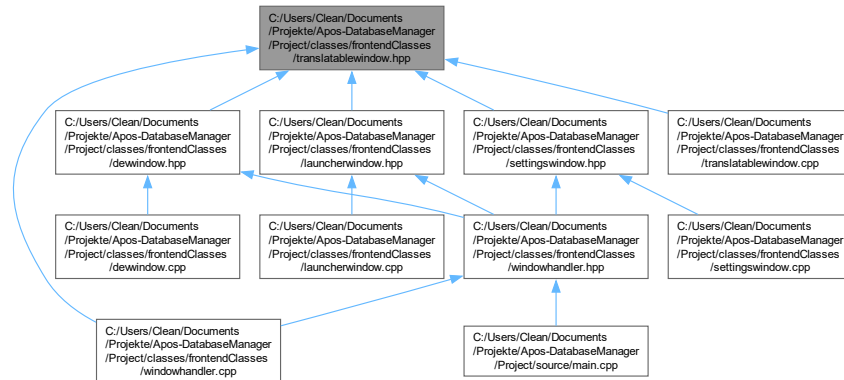 C:/Users/Clean/Documents
/Projekte/Apos-DatabaseManager
/Project/classes/frontendClasses
/translatablewindow.hpp
C:/Users/Clean/Documents
/Projekte/Apos-DatabaseManager
/Project/classes/frontendClasses
/dewindow.hpp
C:/Users/Clean/Documents
/Projekte/Apos-DatabaseManager
/Project/classes/frontendClasses
/launcherwindow.hpp
C:/Users/Clean/Documents
/Projekte/Apos-DatabaseManager
/Project/classes/frontendClasses
/settingswindow.hpp
C:/Users/Clean/Documents
/Projekte/Apos-DatabaseManager
/Project/classes/frontendClasses
/translatablewindow.cpp
C:/Users/Clean/Documents
/Projekte/Apos-DatabaseManager
/Project/classes/frontendClasses
/dewindow.cpp
C:/Users/Clean/Documents
/Projekte/Apos-DatabaseManager
/Project/classes/frontendClasses
/launcherwindow.cpp
C:/Users/Clean/Documents
/Projekte/Apos-DatabaseManager
/Project/classes/frontendClasses
/windowhandler.hpp
C:/Users/Clean/Documents
/Projekte/Apos-DatabaseManager
/Project/classes/frontendClasses
/settingswindow.cpp
C:/Users/Clean/Documents
/Projekte/Apos-DatabaseManager
/Project/classes/frontendClasses
/windowhandler.cpp
C:/Users/Clean/Documents
/Projekte/Apos-DatabaseManager
/Project/source/main.cpp